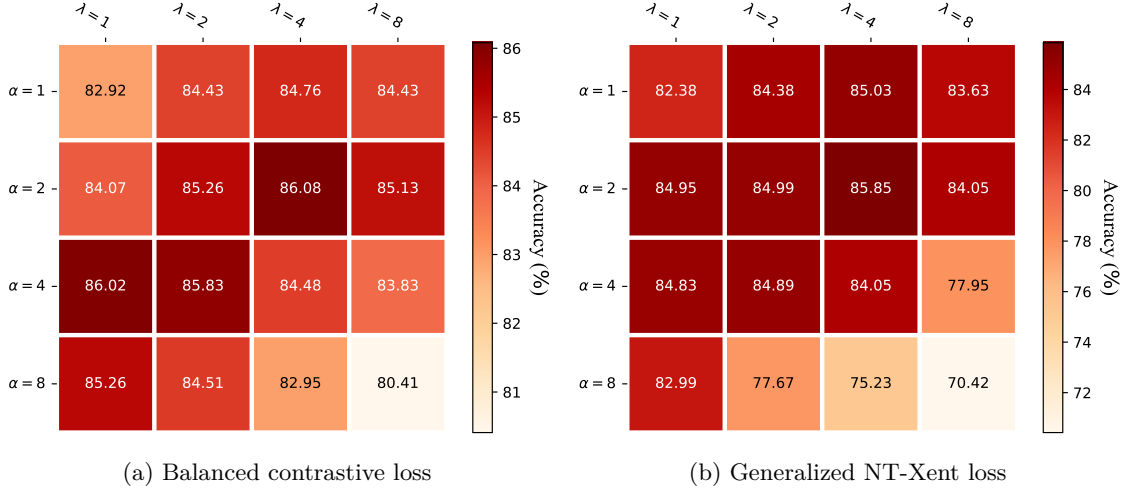 λ = 1 λ = 2 λ = 4 λ = 8
α = 1 82.92 84.43 84.76 84.43
α = 2 84.07 85.26 86.08 85.13
α = 4 86.02 85.83 84.48 83.83
α = 8 85.26 84.51 82.95 80.41
86
85
84
83
82
81
Accuracy (%)
(a) Balanced contrastive loss
λ = 1 λ = 2 λ = 4 λ = 8
α = 1 82.38 84.38 85.03 83.63
α = 2 84.95 84.99 85.85 84.05
α = 4 84.83 84.89 84.05 77.95
α = 8 82.99 77.67 75.23 70.42
84
82
80
78
76
74
72
Accuracy (%)
(b) Generalized NT-Xent loss